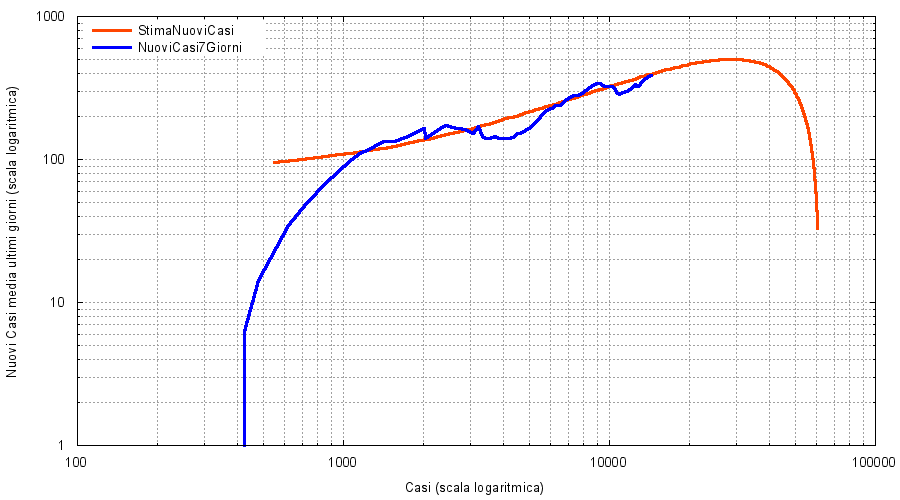 1000
StimaNuoviCasi
NuoviCasi7Giorni
100
10
1
Nuovi Casi media ultimi giorni (scala logaritmica)
100
1000
10000
100000
Casi (scala logaritmica)